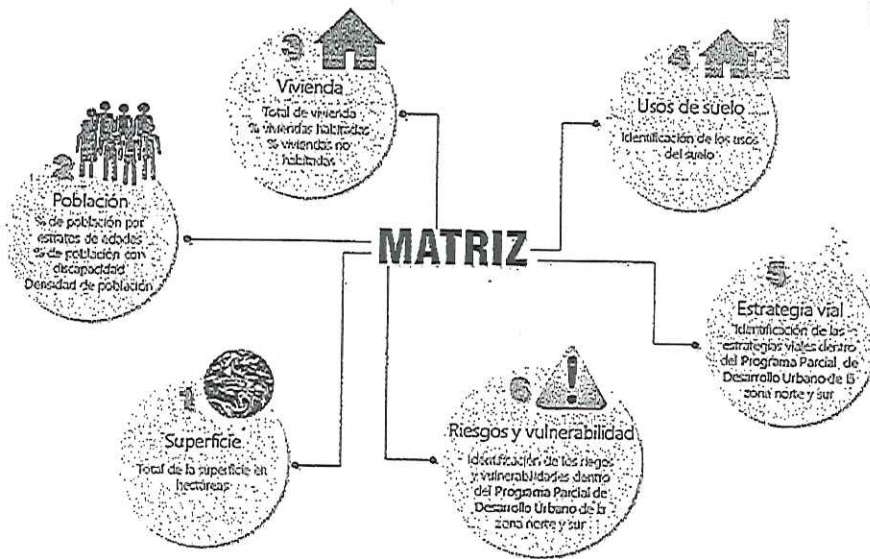 3
Vivienda
Total de vivienda
% viviendas habitadas
% viviendas no
habitadas
4
Usos de suelo
Identificación de los usos
del suelo
2
Población
% de población por
estratos de edades
% de población con
discapacidad
Densidad de población
MATRIZ
5
Estrategia vial
Identificación de las
estrategias viales dentro
del Programa Parcial de
Desarrollo Urbano de la
zona norte y sur
1
Superficie
Total de la superficie en
hectáreas
6
Riesgos y vulnerabilidad
Identificación de los riegos
y vulnerabilidades dentro
del Programa Parcial de
Desarrollo Urbano de la
zona norte y sur